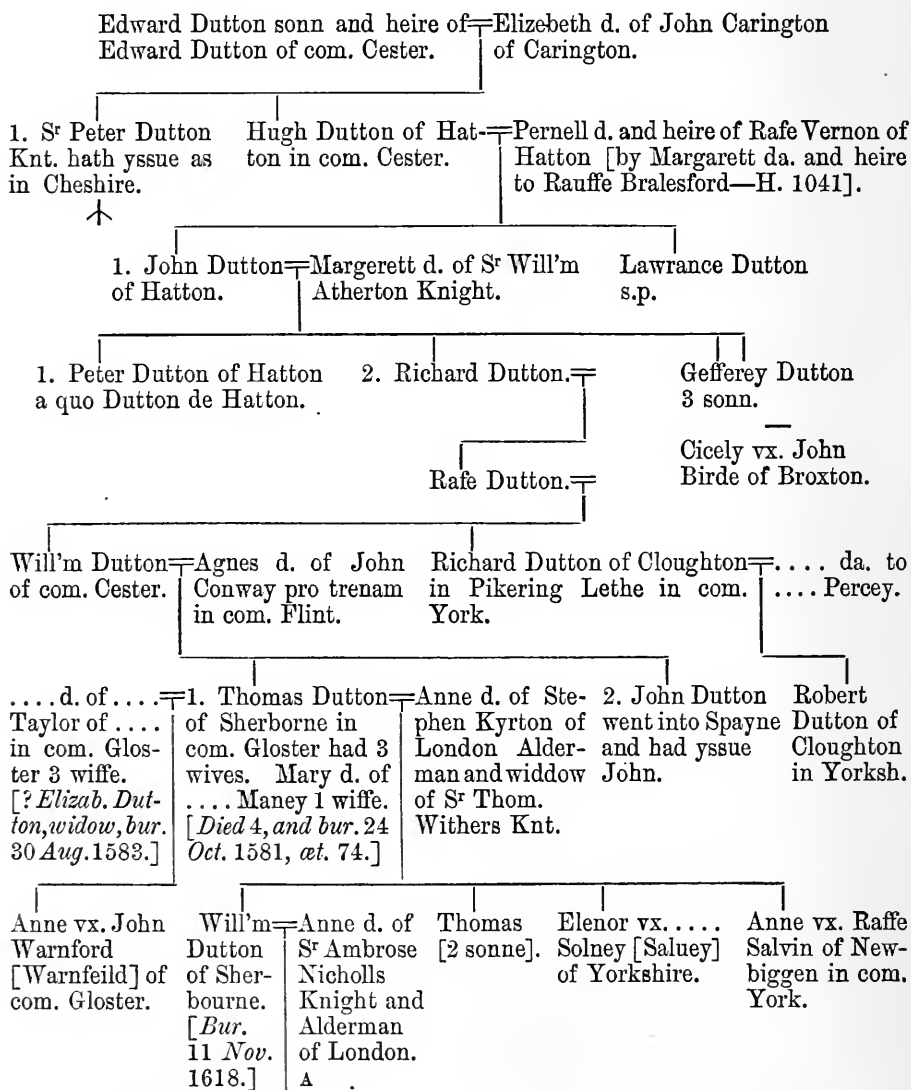 Edward Dutton sonn and heire of
Edward Dutton of com. Cester.
Elizebeth d. of John Carington
of Carington.
1. Sr Peter Dutton
Knt. hath yssue as
in Cheshire.
Hugh Dutton of Hat-
ton in com. Cester.
Pernell d. and heire of Rafe Vernon of
Hatton [by Margarett da. and heire
to Rauffe Bralesford—H. 1041].
1. John Dutton
of Hatton.
Margerett d. of Sr Will'm
Atherton Knight.
Lawrance Dutton
s.p.
1. Peter Dutton of Hatton
a quo Dutton de Hatton.
2. Richard Dutton.
Gefferey Dutton
3 sonn.
Cicely vx. John
Birde of Broxton.
Rafe Dutton.
Will'm Dutton
of com. Cester.
Agnes d. of John
Conway pro trenam
in com. Flint.
Richard Dutton of Cloughton
in Pikering Lethe in com.
York.
.... da. to
.... Percey.
.... d. of ....
Taylor of ....
in com. Glos-
ter 3 wiffe.
[? Elizab. Dut-
ton, widow, bur.
30 Aug. 1583.]
1. Thomas Dutton
of Sherborne in
com. Gloster had 3
wives. Mary d. of
.... Maney 1 wiffe.
[Died 4, and bur. 24
Oct. 1581, æt. 74.]
Anne d. of Ste-
phen Kyrton of
London Alder-
man and widdow
of Sr Thom.
Withers Knt.
2. John Dutton
went into Spayne
and had yssue
John.
Robert
Dutton of
Cloughton
in Yorksh.
Anne vx. John
Warnford
[Warnfeild] of
com. Gloster.
Will'm
Dutton
of Sher-
bourne.
[Bur.
11 Nov.
1618.]
Anne d. of
Sr Ambrose
Nicholls
Knight and
Alderman
of London.
A
Thomas
[2 sonne].
Elenor vx. .....
Solney [Saluey]
of Yorkshire.
Anne vx. Raffe
Salvin of New-
biggen in com.
York.